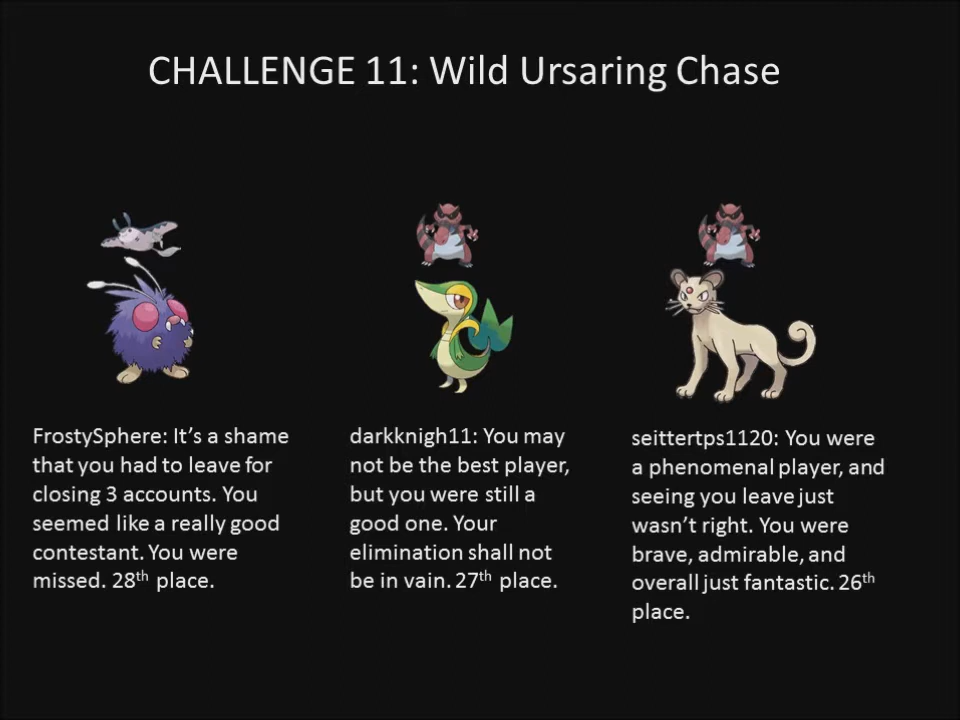 CHALLENGE 11: Wild Ursaring Chase
FrostySphere: It’s a shame
that you had to leave for
closing 3 accounts. You
seemed like a really good
contestant. You were
missed. 28th place.
darkknigh11: You may
not be the best player,
but you were still a
good one. Your
elimination shall not
be in vain. 27th place.
seittertps1120: You were
a phenomenal player, and
seeing you leave just
wasn’t right. You were
brave, admirable, and
overall just fantastic. 26th
place.